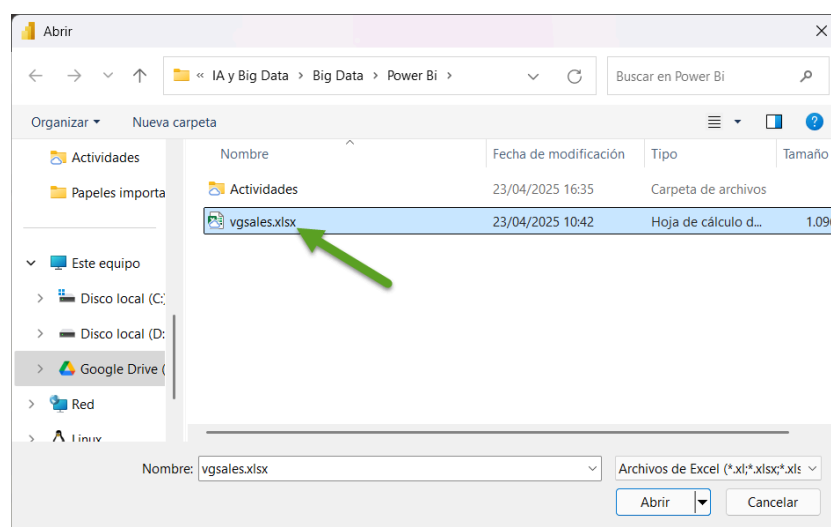 Abrir
« IA y Big Data > Big Data > Power Bi >
Buscar en Power Bi
Organizar
Nueva carpeta
Nombre
Fecha de modificación
Tipo
Tamaño
Actividades
Papeles importa
Este equipo
Disco local (C:
Disco local (D:
Google Drive (
Red
Linux
Actividades 23/04/2025 16:35 Carpeta de archivos
vgsales.xlsx 23/04/2025 10:42 Hoja de cálculo d... 1.096
Nombre: vgsales.xlsx
Archivos de Excel (*.xl;*.xlsx;*.xls
Abrir
Cancelar